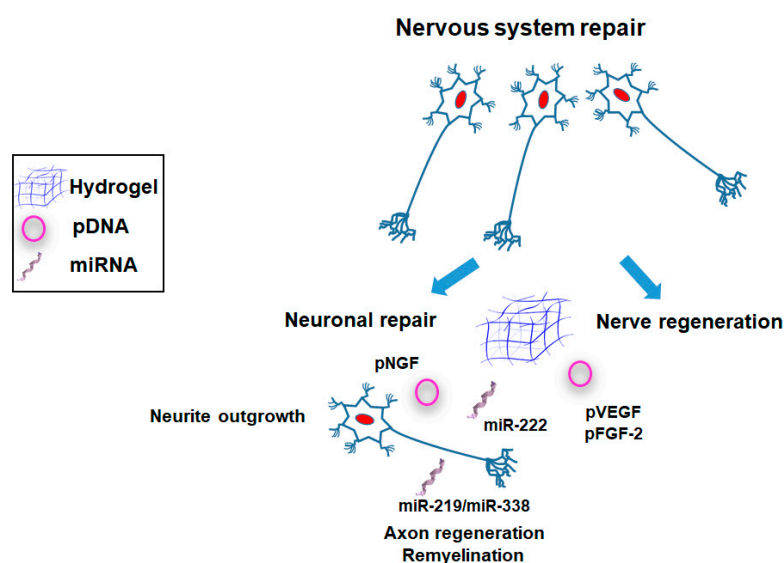 Nervous system repair
Hydrogel
pDNA
miRNA
Neuronal repair
Nerve regeneration
pNGF
Neurite outgrowth
miR-222
pVEGF
pFGF-2
miR-219/miR-338
Axon regeneration
Remyelination